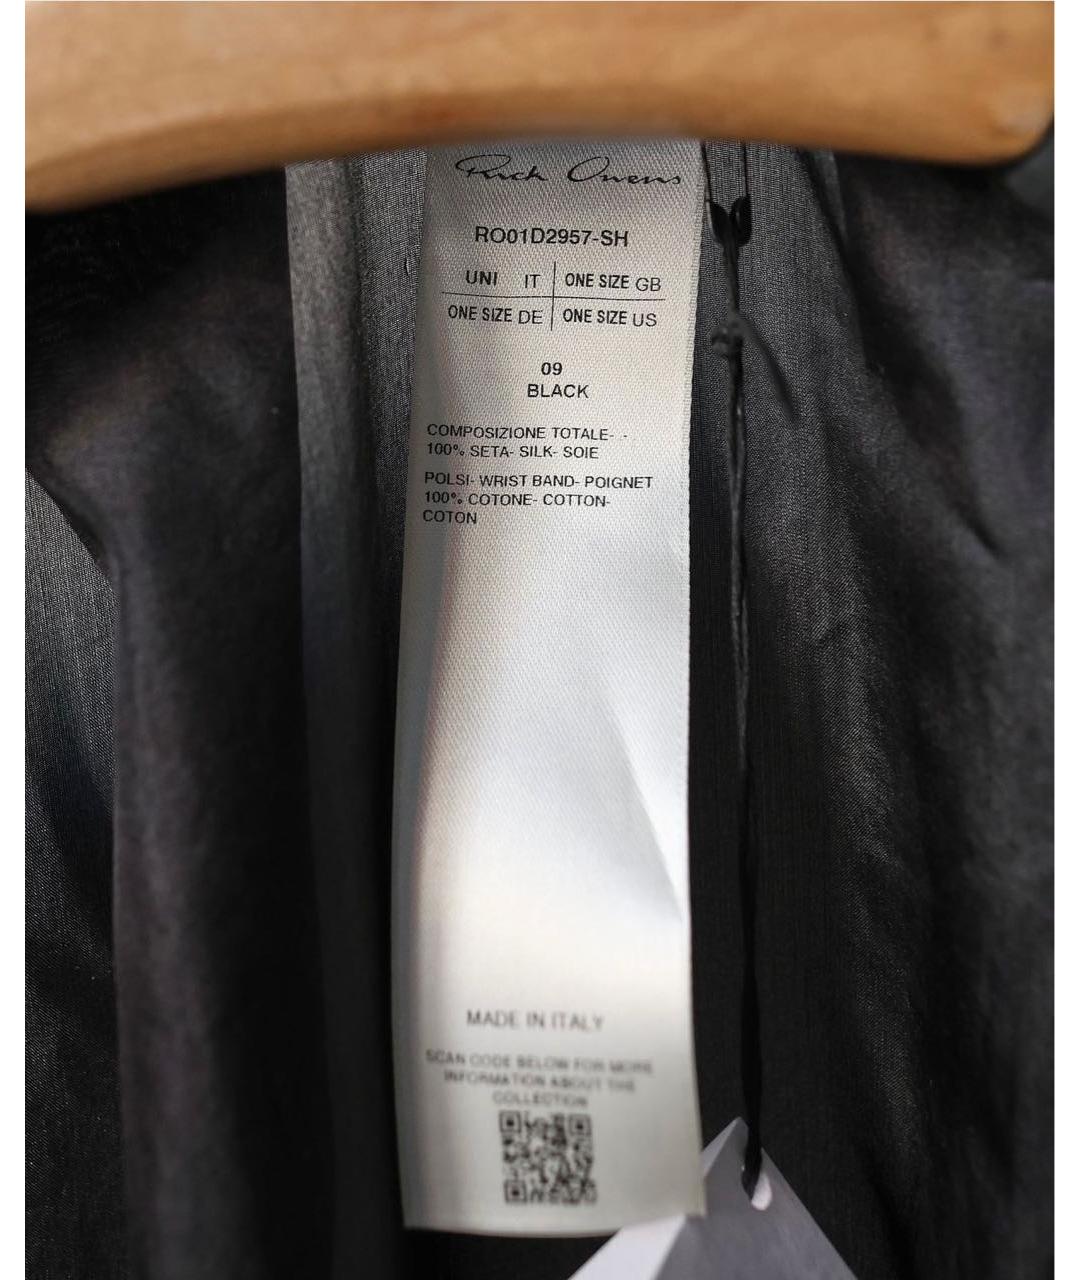 Rick Owens
RO01D2957-SH
UNI IT ONE SIZE GB
ONE SIZE DE ONE SIZE US
09
BLACK
COMPOSIZIONE TOTALE- -
100% SETA- SILK- SOIE
POLSI- WRIST BAND- POIGNET
100% COTONE- COTTON-
COTON
MADE IN ITALY
SCAN CODE BELOW FOR MORE
INFORMATION ABOUT THE
COLLECTION